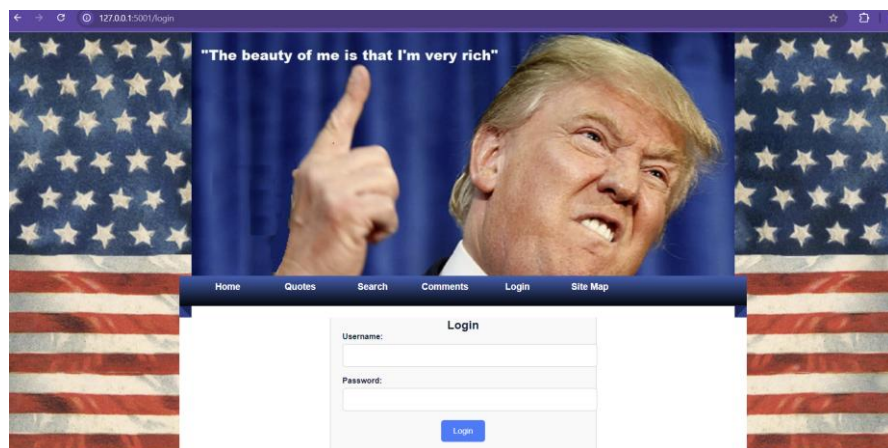 127.0.0.1:5001/login
"The beauty of me is that I'm very rich"
Home Quotes Search Comments Login Site Map
Login
Username:
Password:
Login